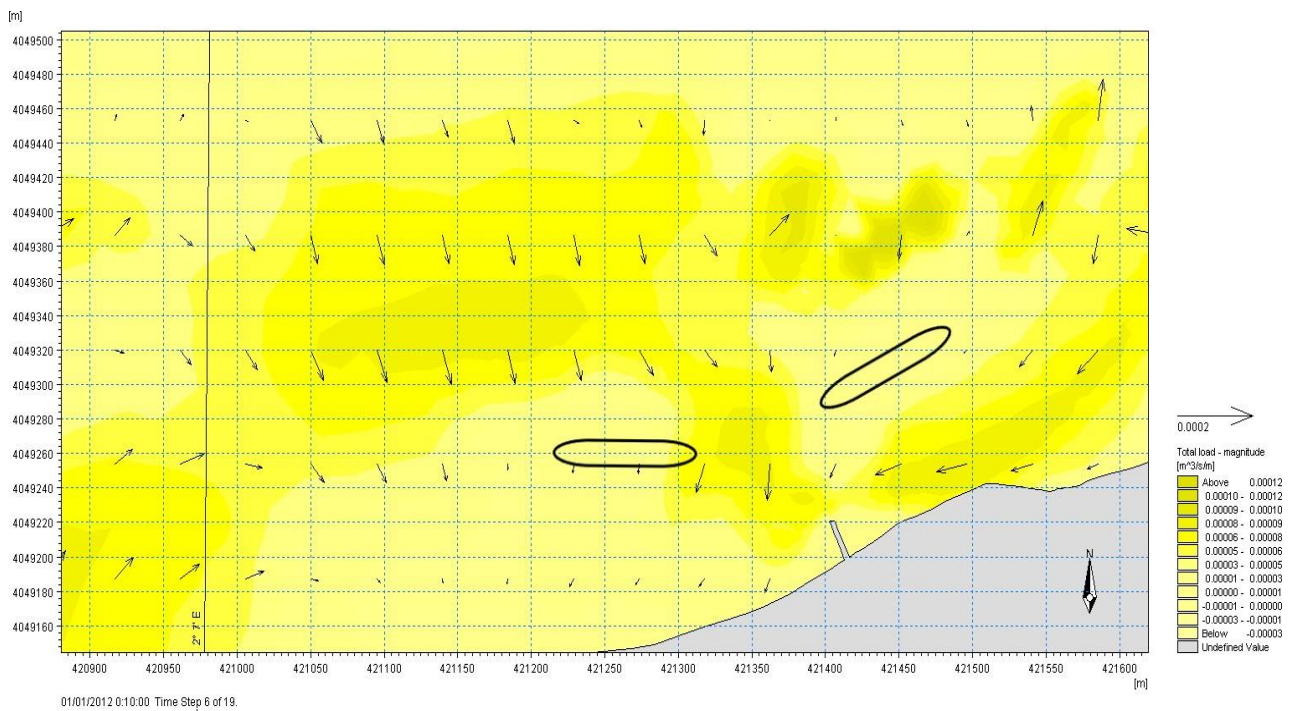 [m]
4049500
4049480
4049460
4049440
4049420
4049400
4049380
4049360
4049340
4049320
4049300
4049280
4049260
4049240
4049220
4049200
4049180
4049160
2° 7' E
N
420900 420950 421000 421050 421100 421150 421200 421250 421300 421350 421400 421450 421500 421550 421600
[m]
01/01/2012 0:10:00 Time Step 6 of 19.
0.0002
Total load - magnitude
[m^3/s/m]
Above 0.00012
0.00010 - 0.00012
0.00009 - 0.00010
0.00008 - 0.00009
0.00006 - 0.00008
0.00005 - 0.00006
0.00003 - 0.00005
0.00001 - 0.00003
0.00000 - 0.00001
-0.00001 - 0.00000
-0.00003 - -0.00001
Below -0.00003
Undefined Value